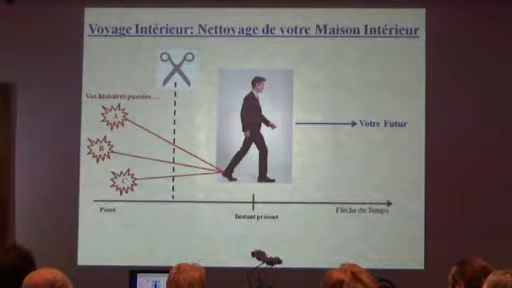 Voyage Intérieur: Nettoyage de votre Maison Intérieur
Vos histoires passées…
A
B
C
Votre Futur
Passé
Instant présent
Flèche du Temps